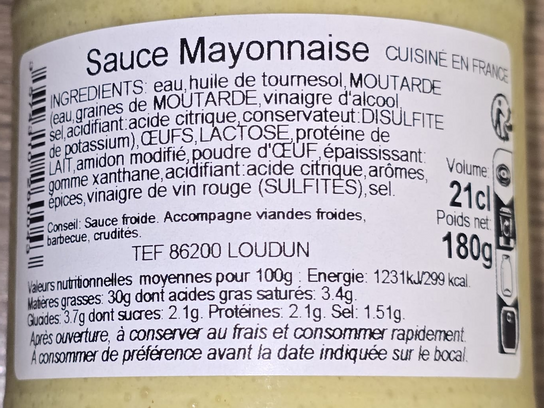 Sauce Mayonnaise CUISINÉ EN FRANCE
INGREDIENTS: eau, huile de tournesol, MOUTARDE
(eau, graines de MOUTARDE, vinaigre d'alcool,
sel, acidifiant: acide citrique, conservateut: DISULFITE
de potassium), ŒUFS, LACTOSE, protéine de
LAIT, amidon modifié, poudre d'ŒUF, épaississant:
gomme xanthane, acidifiant: acide citrique, arômes,
épices, vinaigre de vin rouge (SULFITES), sel.
Volume:
21cl
Poids net:
180g
Conseil: Sauce froide. Accompagne viandes froides,
barbecue, crudités.
TEF 86200 LOUDUN
Valeurs nutritionnelles moyennes pour 100g : Energie: 1231kJ/299 kcal.
Matières grasses: 30g dont acides gras saturés: 3.4g.
Glucides: 3.7g dont sucres: 2.1g. Protéines: 2.1g. Sel: 1.51g.
Après ouverture, à conserver au frais et consommer rapidement.
A consommer de préférence avant la date indiquée sur le bocal.